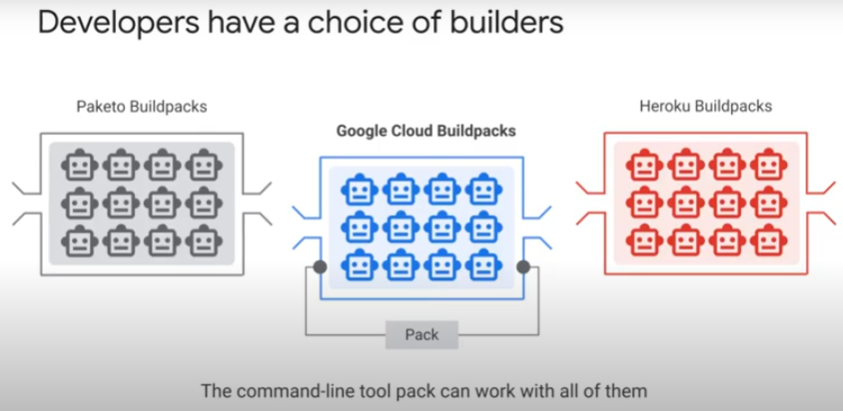 Developers have a choice of builders
Paketo Buildpacks
Google Cloud Buildpacks
Heroku Buildpacks
Pack
The command-line tool pack can work with all of them